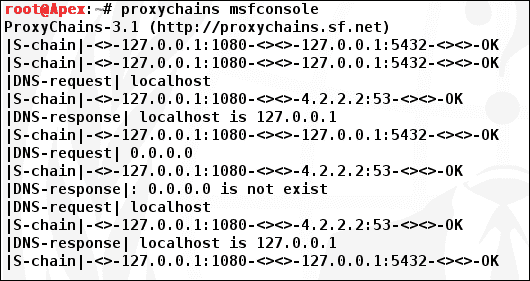 root@Apex:~# proxychains msfconsole
ProxyChains-3.1 (http://proxychains.sf.net)
|S-chain|-<>-127.0.0.1:1080-<><>-127.0.0.1:5432-<><>-OK
|S-chain|-<>-127.0.0.1:1080-<><>-127.0.0.1:5432-<><>-OK
|DNS-request| localhost
|S-chain|-<>-127.0.0.1:1080-<><>-4.2.2.2:53-<><>-OK
|DNS-response| localhost is 127.0.0.1
|S-chain|-<>-127.0.0.1:1080-<><>-127.0.0.1:5432-<><>-OK
|DNS-request| 0.0.0.0
|S-chain|-<>-127.0.0.1:1080-<><>-4.2.2.2:53-<><>-OK
|DNS-response|: 0.0.0.0 is not exist
|DNS-request| localhost
|S-chain|-<>-127.0.0.1:1080-<><>-4.2.2.2:53-<><>-OK
|DNS-response| localhost is 127.0.0.1
|S-chain|-<>-127.0.0.1:1080-<><>-127.0.0.1:5432-<><>-OK